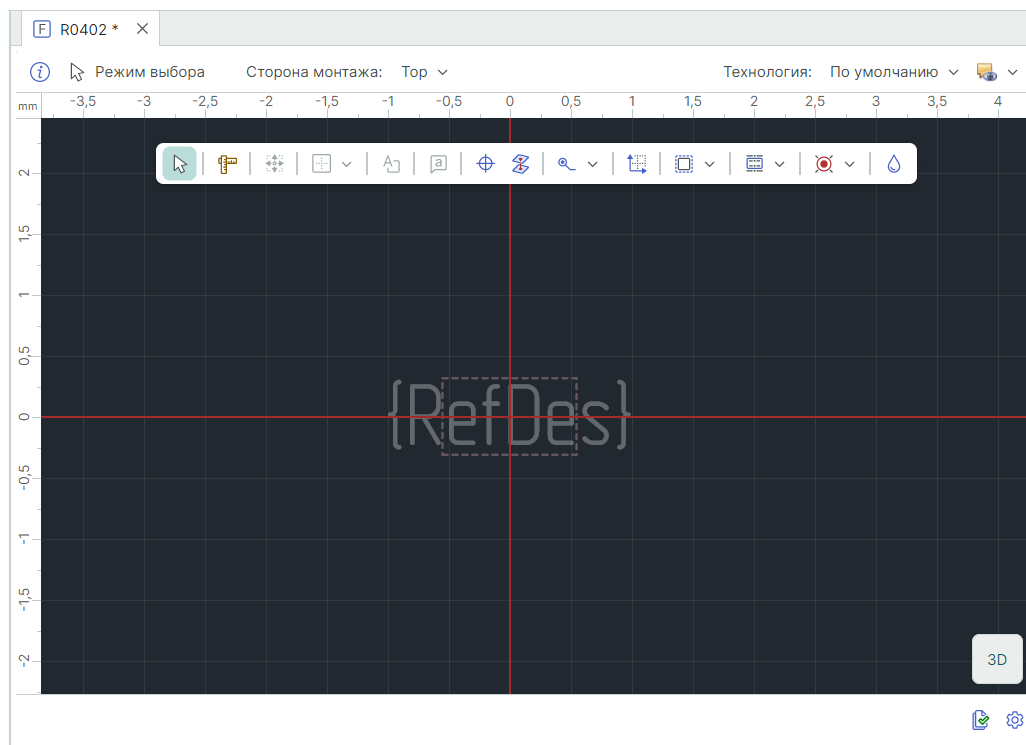 F R0402 *
Режим выбора Сторона монтажа: Top Технология: По умолчанию
mm -3,5 -3 -2,5 -2 -1,5 -1 -0,5 0 0,5 1 1,5 2 2,5 3 3,5 4
A a
2
1,5
1
0,5
{RefDes}
0
-0,5
-1
-1,5
-2
3D